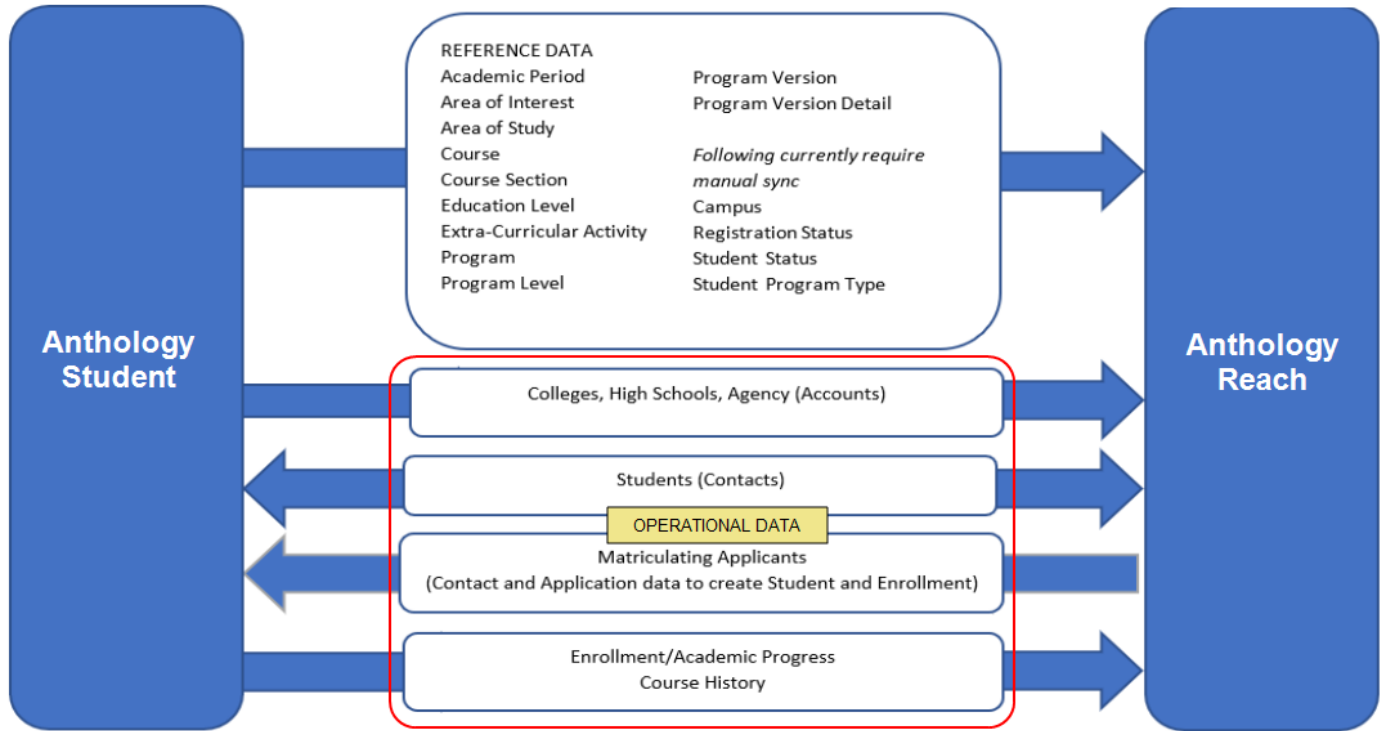 Anthology
Student
REFERENCE DATA
Academic Period
Area of Interest
Area of Study
Course
Course Section
Education Level
Extra-Curricular Activity
Program
Program Level
Program Version
Program Version Detail
Following currently require
manual sync
Campus
Registration Status
Student Status
Student Program Type
Colleges, High Schools, Agency (Accounts)
Students (Contacts)
OPERATIONAL DATA
Matriculating Applicants
(Contact and Application data to create Student and Enrollment)
Enrollment/Academic Progress
Course History
Anthology
Reach